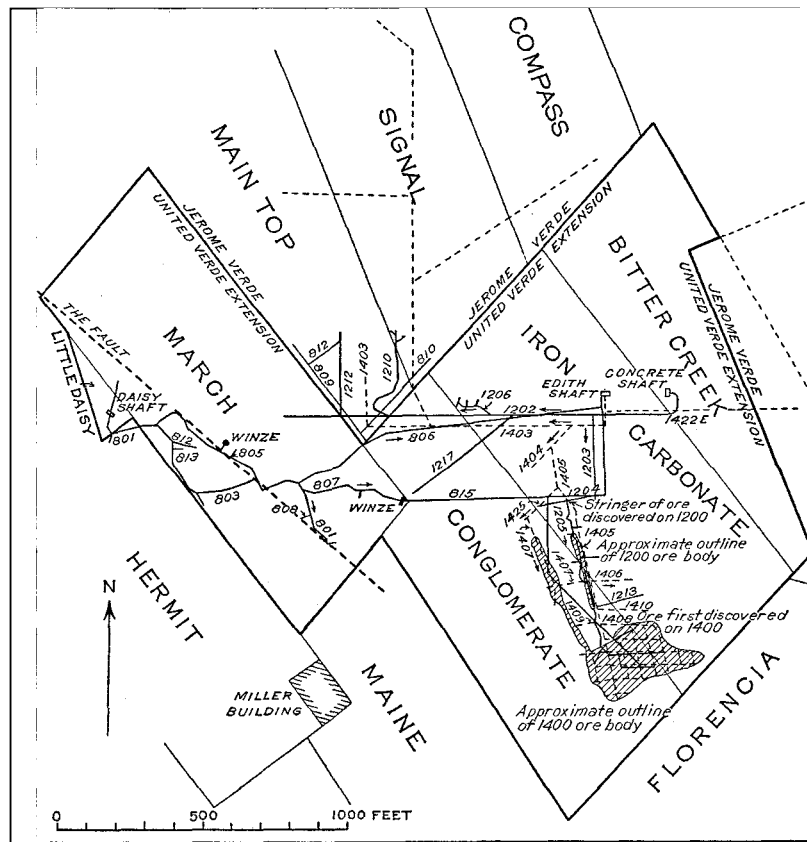 COMPASS
SIGNAL
MAIN TOP
JEROME VERDE
UNITED VERDE EXTENSION
JEROME VERDE
UNITED VERDE EXTENSION
BITTER CREEK
JEROME VERDE
UNITED VERDE EXTENSION
THE FAULT
MARCH
LITTLE DAISY
DAISY SHAFT
801
812
813
WINZE
805
803
808
801
807
WINZE
812
809
1212
1403
1210
810
806
IRON
EDITH SHAFT
CONCRETE SHAFT
1206
1202
1403
1422E
1217
1404
1203
CARBONATE
815
1204
Stringer of ore
discovered on 1200
1425
1407
1205
1405
Approximate outline
of 1200 ore body
1407
1406
1213
1410
1408
1409
Ore first discovered
on 1400
CONGLOMERATE
N
HERMIT
MAINE
MILLER
BUILDING
Approximate outline
of 1400 ore body
FLORENCIA
0 500 1000 FEET